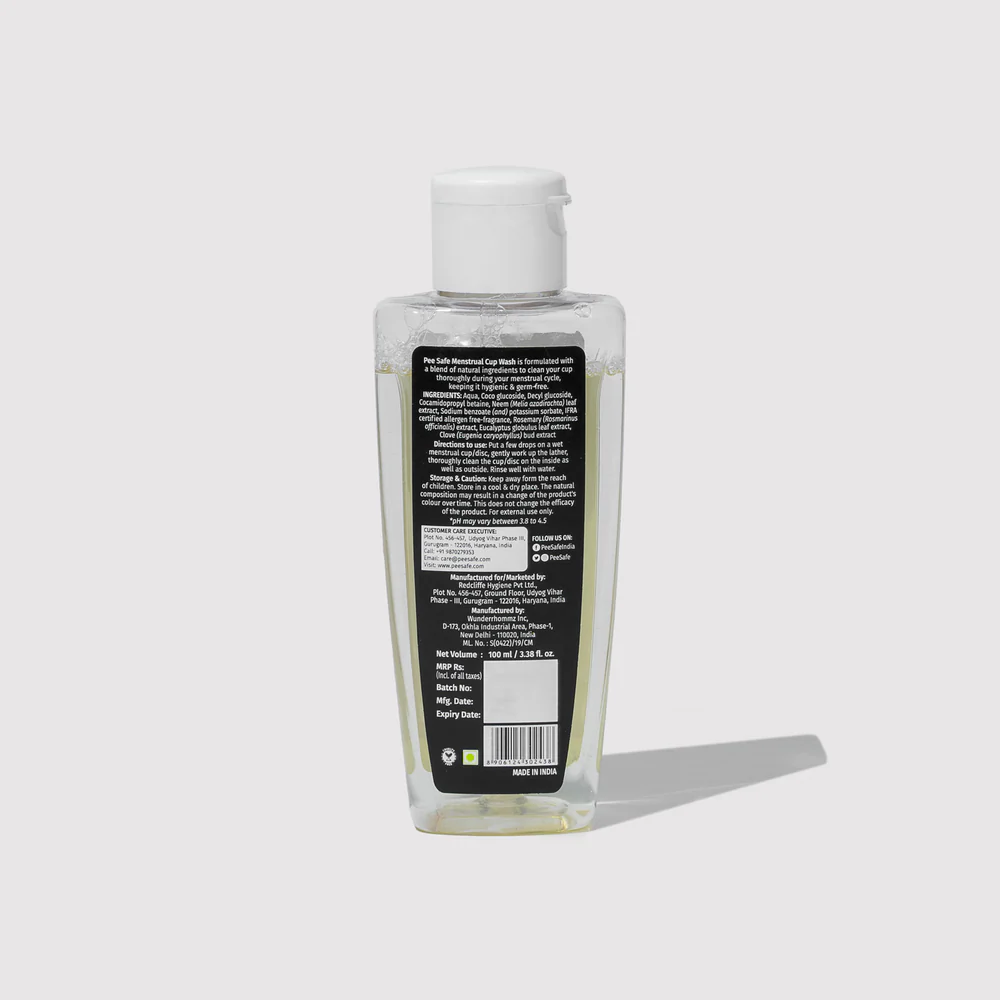 Pee Safe Menstrual Cup Wash is formulated with
a blend of natural ingredients to clean your cup
thoroughly during your menstrual cycle,
keeping it hygienic & germ-free.
INGREDIENTS: Aqua, Coco glucoside, Decyl glucoside,
Cocamidopropyl betaine, Neem (Melia azadirachta) leaf
extract, Sodium benzoate (and) potassium sorbate, IFRA
certified allergen free-fragrance, Rosemary (Rosmarinus
officinalis) extract, Eucalyptus globulus leaf extract,
Clove (Eugenia caryophyllus) bud extract
Directions to use: Put a few drops on a wet
menstrual cup/disc, gently work up the lather,
thoroughly clean the cup/disc on the inside as
well as outside. Rinse well with water.
Storage & Caution: Keep away form the reach
of children. Store in a cool & dry place. The natural
composition may result in a change of the product's
colour over time. This does not change the efficacy
of the product. For external use only.
*pH may vary between 3.8 to 4.5
CUSTOMER CARE EXECUTIVE:
Plot No. 456-457, Udyog Vihar Phase III,
Gurugram - 122016, Haryana, India
Call: +91 9870279353
Email: care@peesafe.com
Visit: www.peesafe.com
FOLLOW US ON:
PeeSafeIndia
PeeSafe
Manufactured for/Marketed by:
Redcliffe Hygiene Pvt Ltd.,
Plot No. 456-457, Ground Floor, Udyog Vihar
Phase - III, Gurugram - 122016, Haryana, India
Manufactured by:
Wunderrhommz Inc,
D-173, Okhla Industrial Area, Phase-1,
New Delhi - 110020, India
ML. No. : S(0422)/19/CM
Net Volume : 100 ml / 3.38 fl. oz.
MRP Rs:
(Incl. of all taxes)
Batch No:
Mfg. Date:
Expiry Date:
8 906124 302438
MADE IN INDIA